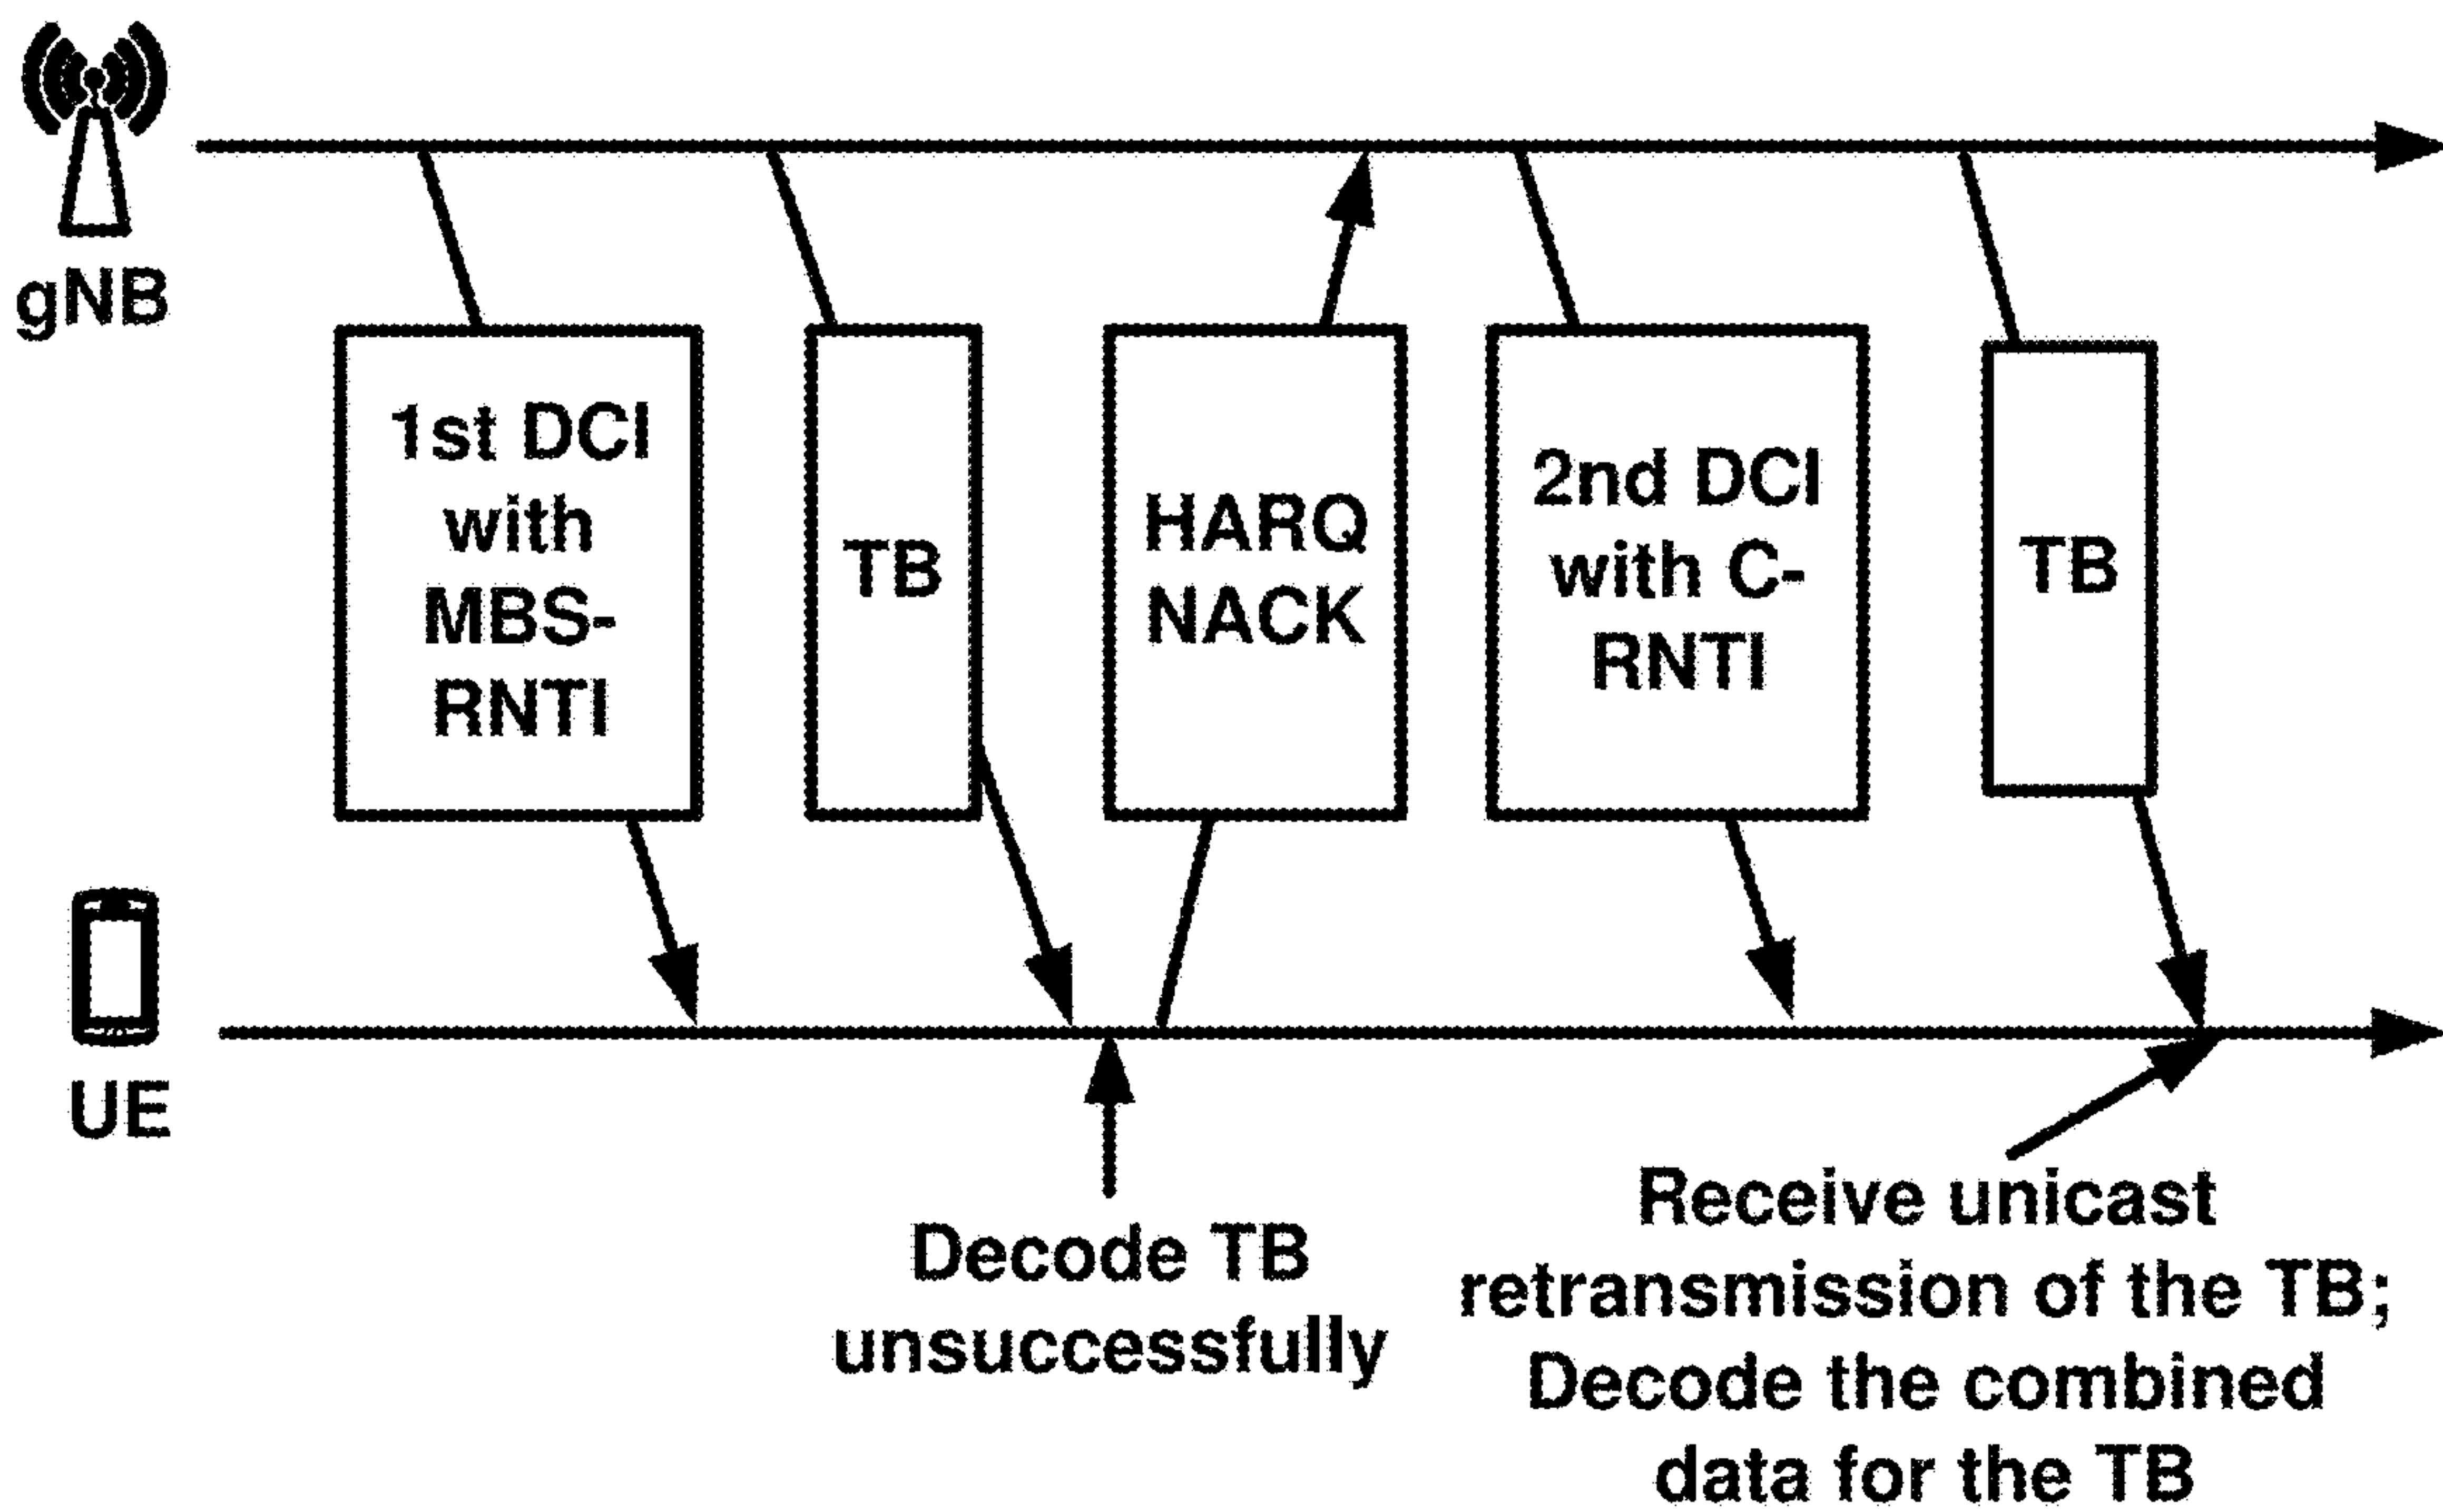 gNB
1st DCI
with
MBS-
RNTI
TB
HARQ
NACK
2nd DCI
with C-
RNTI
TB
UE
Decode TB
unsuccessfully
Receive unicast
retransmission of the TB;
Decode the combined
data for the TB